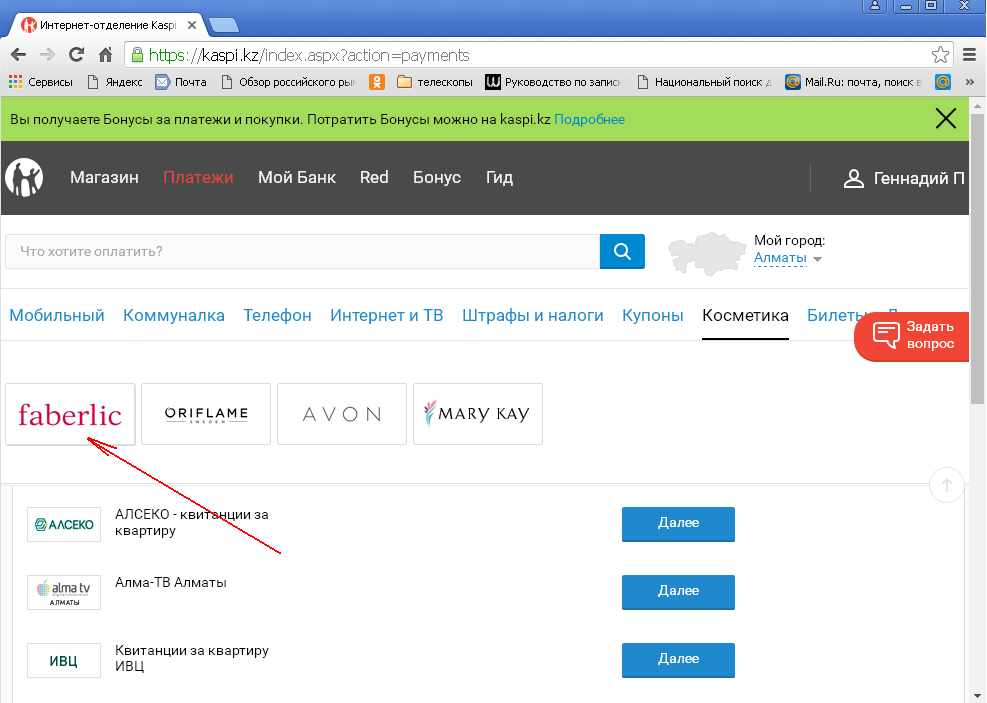 Интернет-отделение Kaspi
https://kaspi.kz/index.aspx?action=payments
Сервисы Яндекс Почта Обзор российского рын телескопы Руководство по запис Национальный поиск д Mail.Ru: почта, поиск в
Вы получаете Бонусы за платежи и покупки. Потратить Бонусы можно на kaspi.kz Подробнее
Магазин Платежи Мой Банк Red Бонус Гид Геннадий П
Что хотите оплатить?
Мой город:
Алматы
Мобильный Коммуналка Телефон Интернет и ТВ Штрафы и налоги Купоны Косметика Билеты
Задать
вопрос
faberlic
ORIFLAME
SWEDEN
AVON
MARY KAY
АЛСЕКО
АЛСЕКО - квитанции за
квартиру
Далее
alma tv
АЛМАТЫ
Алма-ТВ Алматы
Далее
ИВЦ
Квитанции за квартиру
ИВЦ
Далее